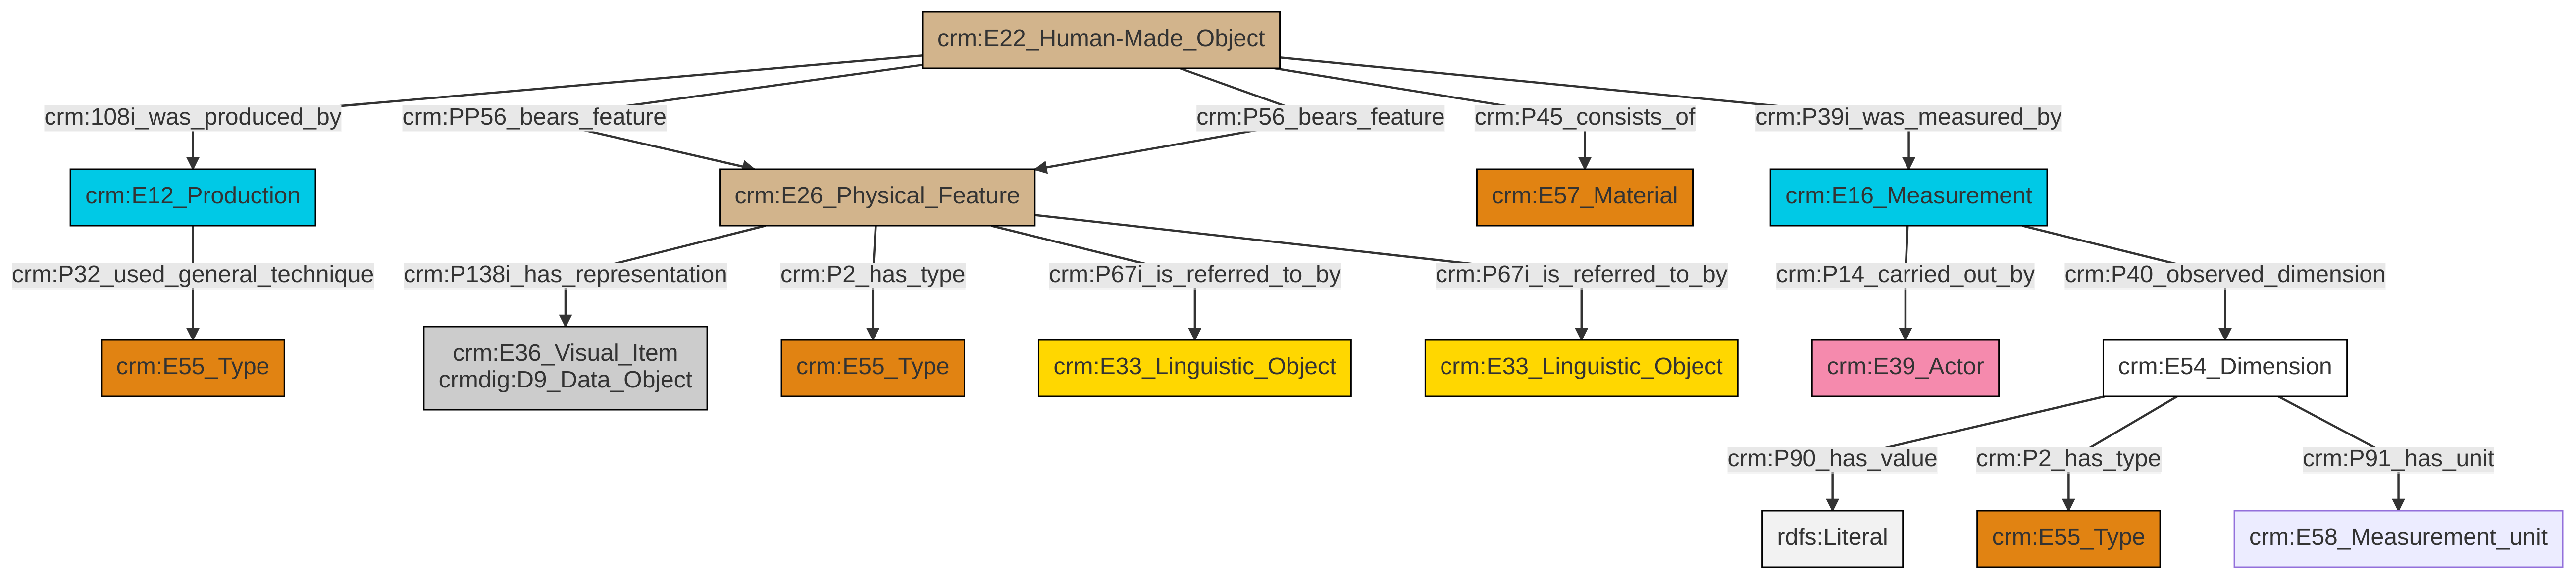 crm:E22_Human-Made_Object
crm:108i_was_produced_by
crm:PP56_bears_feature
crm:P56_bears_feature
crm:P45_consists_of
crm:P39i_was_measured_by
crm:E12_Production
crm:E26_Physical_Feature
crm:E57_Material
crm:E16_Measurement
crm:P32_used_general_technique
crm:P138i_has_representation
crm:P2_has_type
crm:P67i_is_referred_to_by
crm:P67i_is_referred_to_by
crm:P14_carried_out_by
crm:P40_observed_dimension
crm:E55_Type
crm:E36_Visual_Item
crmdig:D9_Data_Object
crm:E55_Type
crm:E33_Linguistic_Object
crm:E33_Linguistic_Object
crm:E39_Actor
crm:E54_Dimension
crm:P90_has_value
crm:P2_has_type
crm:P91_has_unit
rdfs:Literal
crm:E55_Type
crm:E58_Measurement_unit